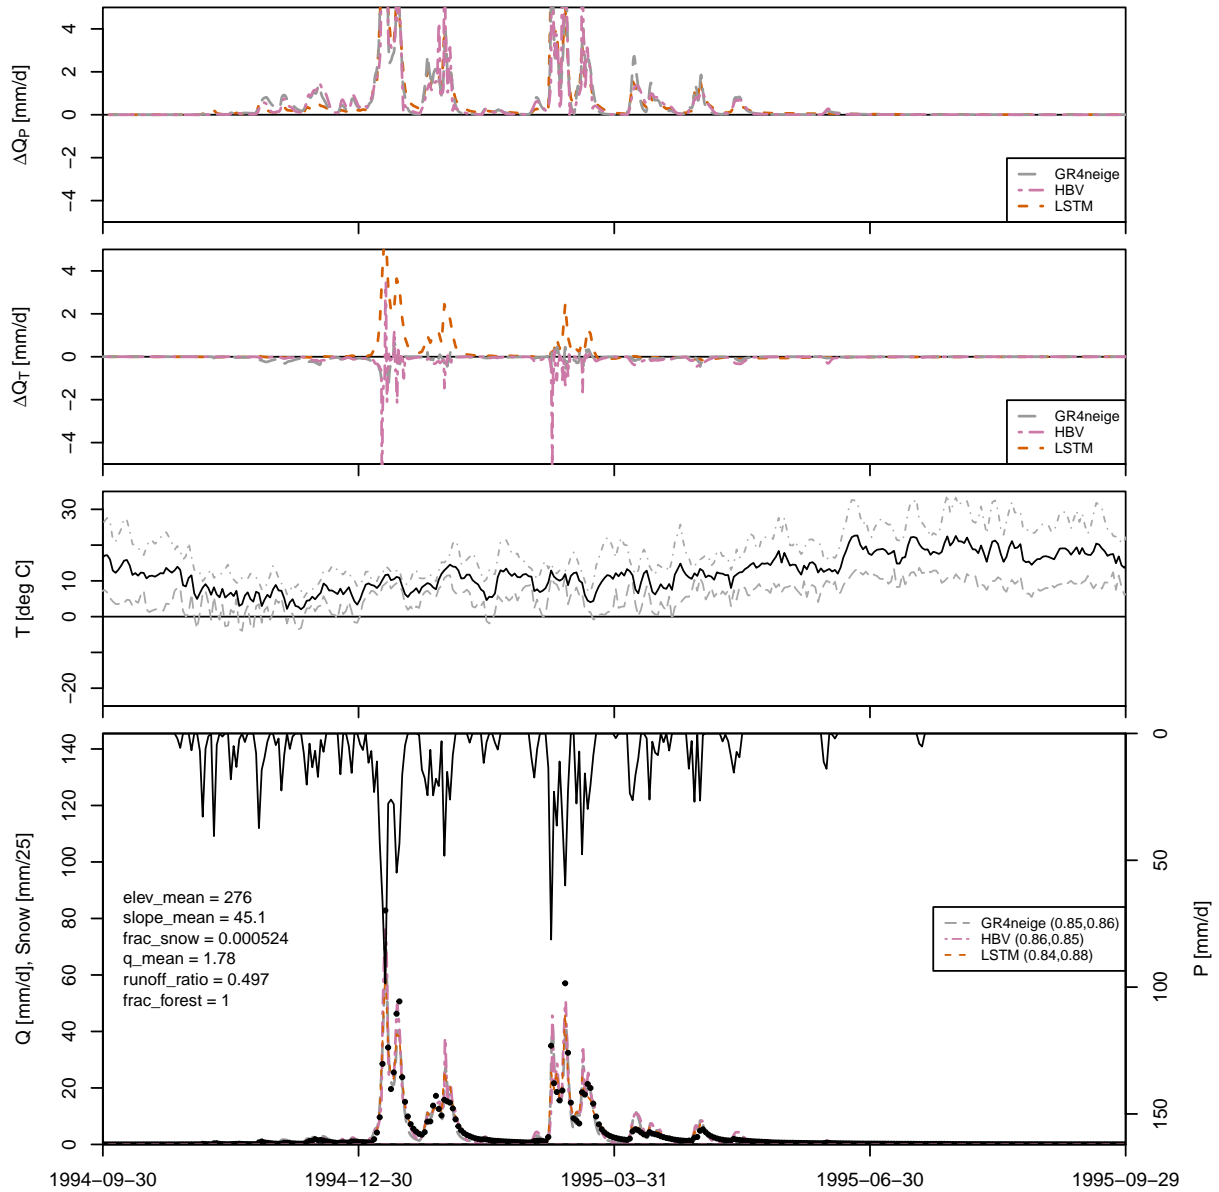 ΔQP [mm/d]
4
2
0
−2
−4
GR4neige
HBV
LSTM
ΔQT [mm/d]
4
2
0
−2
−4
GR4neige
HBV
LSTM
T [deg C]
30
10
0
−20
Q [mm/d], Snow [mm/25]
140
120
100
80
60
40
20
0
elev_mean = 276
slope_mean = 45.1
frac_snow = 0.000524
q_mean = 1.78
runoff_ratio = 0.497
frac_forest = 1
GR4neige (0.85,0.86)
HBV (0.86,0.85)
LSTM (0.84,0.88)
0
50
100
150
P [mm/d]
1994−09−30
1994−12−30
1995−03−31
1995−06−30
1995−09−29